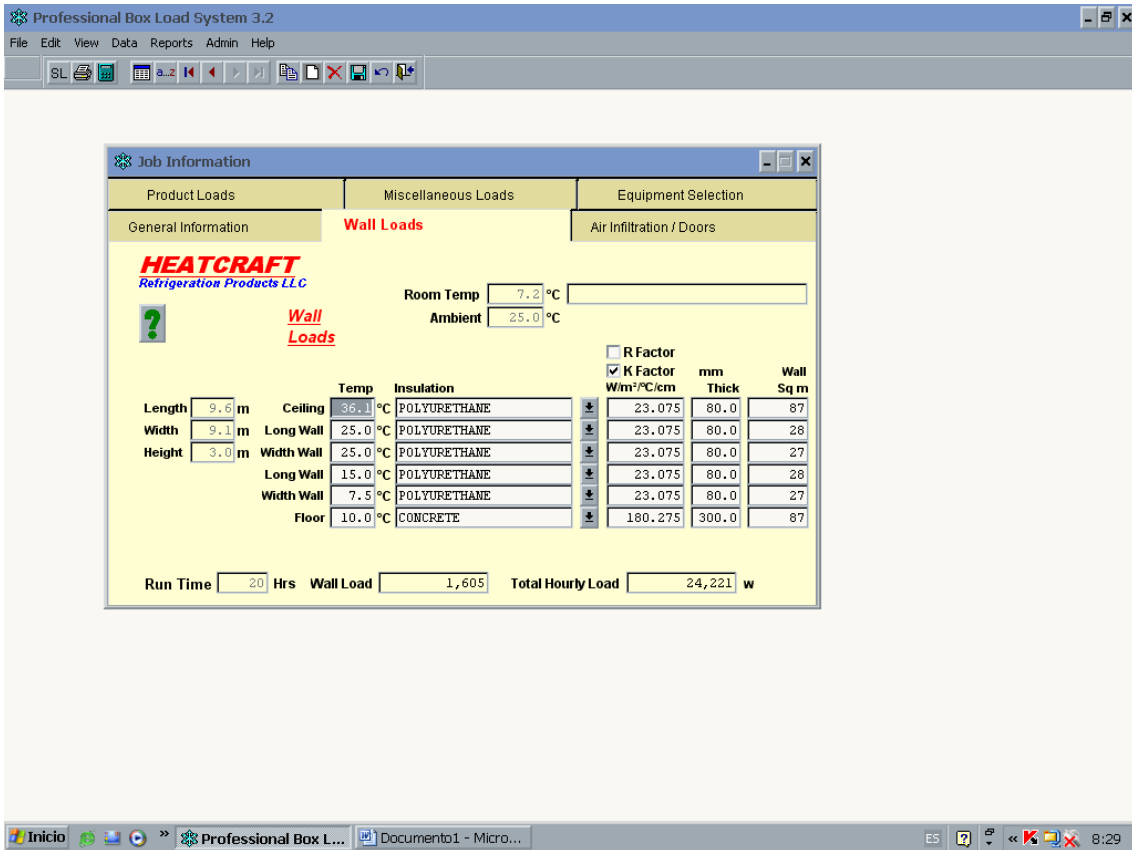 Professional Box Load System 3.2
File Edit View Data Reports Admin Help
SL a..z
Job Information
Product Loads Miscellaneous Loads Equipment Selection
General Information Wall Loads Air Infiltration / Doors
HEATCRAFT
Refrigeration Products LLC
Room Temp 7.2 °C
? Wall Ambient 25.0 °C
Loads
R Factor
K Factor mm Wall
Temp Insulation W/m²/°C/cm Thick Sq m
Length 9.6 m Ceiling 36.1 °C POLYURETHANE 23.075 80.0 87
Width 9.1 m Long Wall 25.0 °C POLYURETHANE 23.075 80.0 28
Height 3.0 m Width Wall 25.0 °C POLYURETHANE 23.075 80.0 27
Long Wall 15.0 °C POLYURETHANE 23.075 80.0 28
Width Wall 7.5 °C POLYURETHANE 23.075 80.0 27
Floor 10.0 °C CONCRETE 180.275 300.0 87
Run Time 20 Hrs Wall Load 1,605 Total Hourly Load 24,221 w
Inicio » Professional Box L... Documento1 - Micro... ES ? « K 8:29